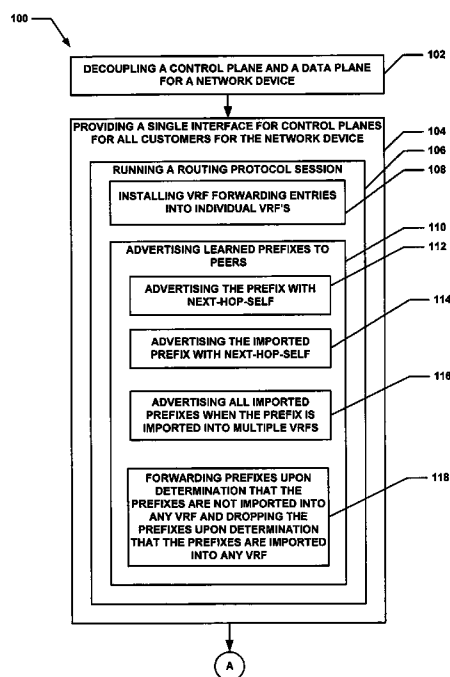 100
DECOUPLING A CONTROL PLANE AND A DATA PLANE
FOR A NETWORK DEVICE
102
PROVIDING A SINGLE INTERFACE FOR CONTROL PLANES
FOR ALL CUSTOMERS FOR THE NETWORK DEVICE
104
RUNNING A ROUTING PROTOCOL SESSION
106
INSTALLING VRF FORWARDING ENTRIES
INTO INDIVIDUAL VRF'S
108
ADVERTISING LEARNED PREFIXES TO
PEERS
110
ADVERTISING THE PREFIX WITH
NEXT-HOP-SELF
112
ADVERTISING THE IMPORTED
PREFIX WITH NEXT-HOP-SELF
114
ADVERTISING ALL IMPORTED
PREFIXES WHEN THE PREFIX IS
IMPORTED INTO MULTIPLE VRFS
116
FORWARDING PREFIXES UPON
DETERMINATION THAT THE
PREFIXES ARE NOT IMPORTED INTO
ANY VRF AND DROPPING THE
PREFIXES UPON DETERMINATION
THAT THE PREFIXES ARE IMPORTED
INTO ANY VRF
118
A